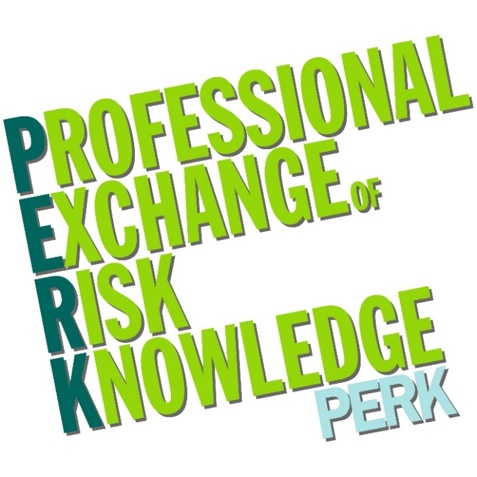 PROFESSIONAL
EXCHANGE OF
RISK
KNOWLEDGE
PERK